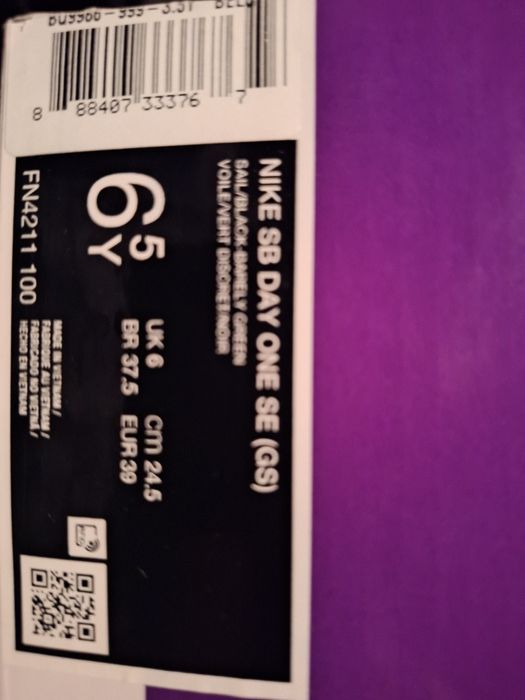 NIKE SB DAY ONE SE (GS)
SAIL/BLACK-BARELY GREEN
VOILE/VERT DISCRET/NOIR
6.5Y
UK 6 cm 24.5
BR 37.5 EUR 39
MADE IN VIETNAM /
FABRIQUE AU VIETNAM /
FABRICADO NO VIETNÃ /
HECHO EN VIETNAM
FN4211 100
8 88407 33376 7